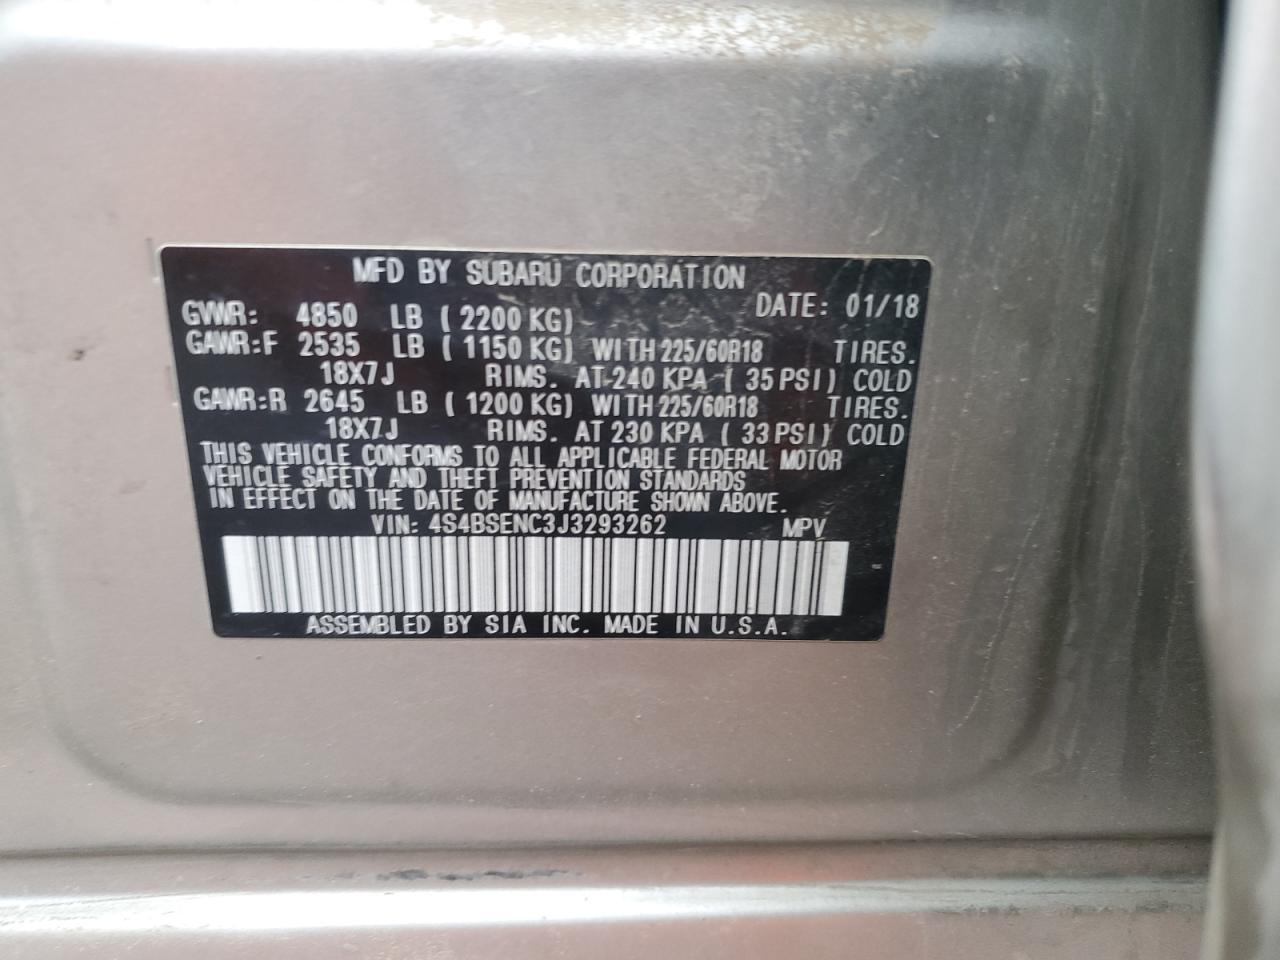 MFD BY SUBARU CORPORATION
DATE: 01/18
GVWR: 4850 LB ( 2200 KG)
GAWR:F 2535 LB ( 1150 KG) WITH 225/60R18 TIRES.
18X7J RIMS. AT 240 KPA ( 35 PSI) COLD
GAWR:R 2645 LB ( 1200 KG) WITH 225/60R18 TIRES.
18X7J RIMS. AT 230 KPA ( 33 PSI) COLD
THIS VEHICLE CONFORMS TO ALL APPLICABLE FEDERAL MOTOR
VEHICLE SAFETY AND THEFT PREVENTION STANDARDS
IN EFFECT ON THE DATE OF MANUFACTURE SHOWN ABOVE.
VIN: 4S4BSENC3J3293262 MPV
ASSEMBLED BY SIA INC. MADE IN U.S.A.